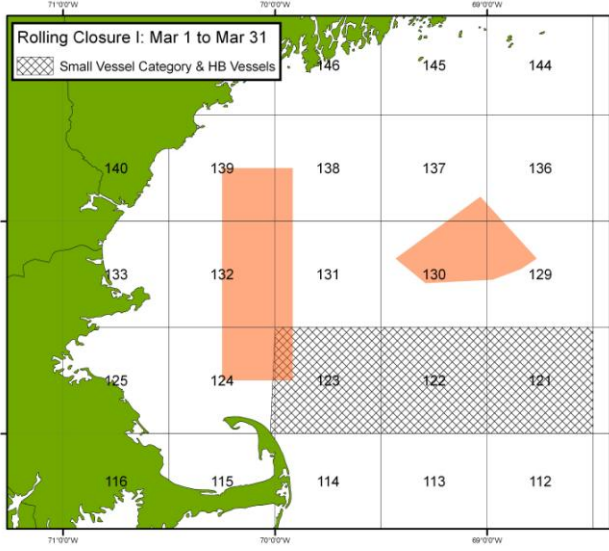 71°0'0"W 70°0'0"W 69°0'0"W
Rolling Closure I: Mar 1 to Mar 31
Small Vessel Category & HB Vessels
146 145 144
140 139 138 137 136
133 132 131 130 129
125 124 123 122 121
116 115 114 113 112
71°0'0"W 70°0'0"W 69°0'0"W